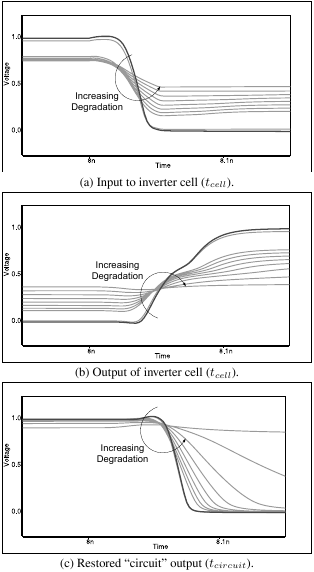 1.0
Voltage
0.5
Increasing
Degradation
0.0
8n
Time
8.1n
(a) Input to inverter cell (t_cell).
1.0
Voltage
Increasing
Degradation
0.5
0.0
8n
Time
8.1n
(b) Output of inverter cell (t_cell).
1.0
Voltage
Increasing
Degradation
0.5
0.0
8n
Time
8.1n
(c) Restored “circuit” output (t_circuit).